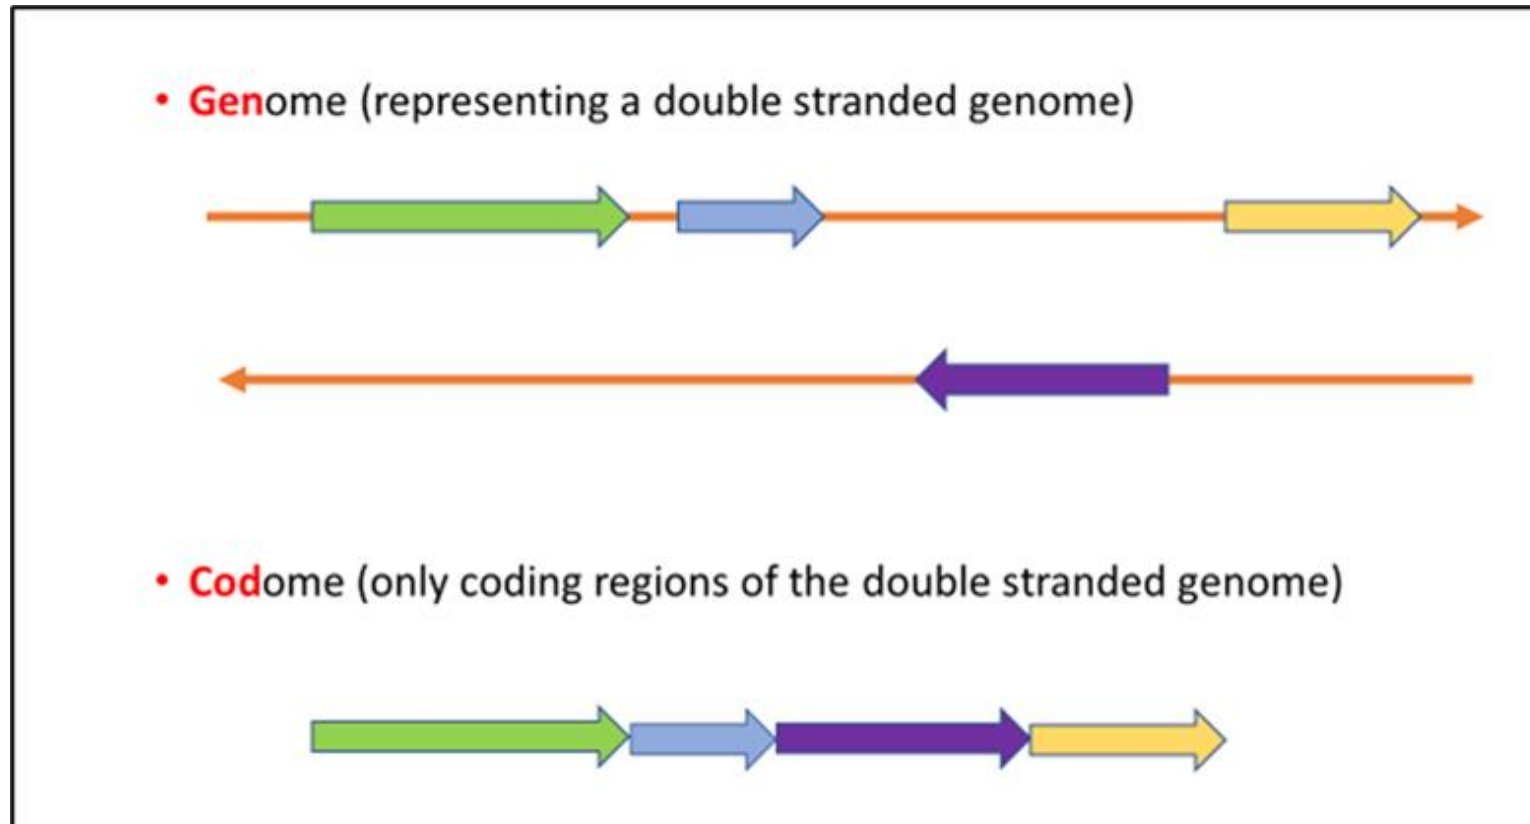 • Genome (representing a double stranded genome)
• Codome (only coding regions of the double stranded genome)